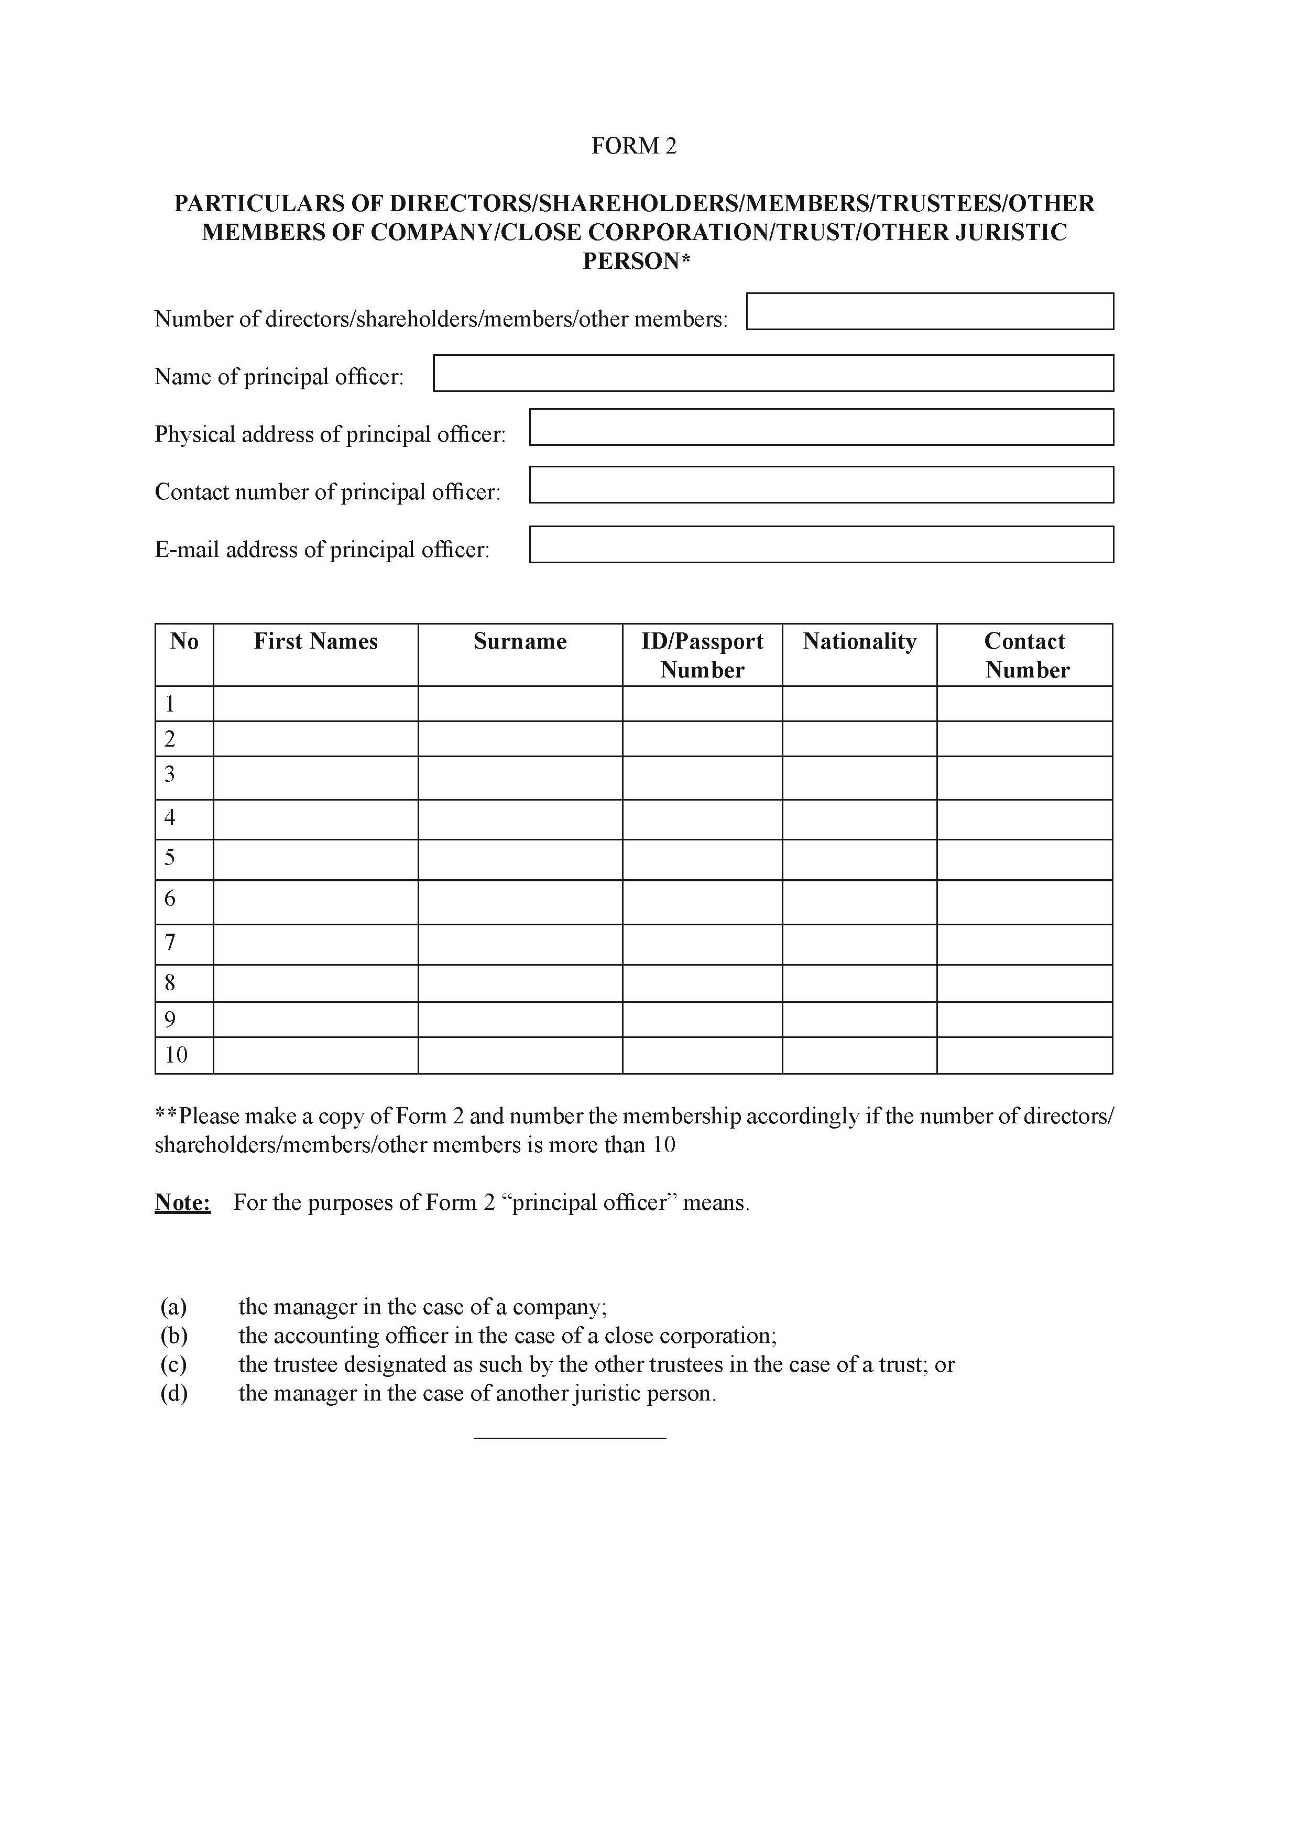 FORM 2
PARTICULARS OF DIRECTORS/SHAREHOLDERS/MEMBERS/TRUSTEES/OTHER
MEMBERS OF COMPANY/CLOSE CORPORATION/TRUST/OTHER JURISTIC
PERSON*
Number of directors/shareholders/members/other members:
Name of principal officer:
Physical address of principal officer:
Contact number of principal officer:
E-mail address of principal officer:
No First Names Surname ID/Passport Nationality Contact
Number Number
1
2
3
4
5
6
7
8
9
10
**Please make a copy of Form 2 and number the membership accordingly if the number of directors/
shareholders/members/other members is more than 10
Note: For the purposes of Form 2 “principal officer” means.
(a) the manager in the case of a company;
(b) the accounting officer in the case of a close corporation;
(c) the trustee designated as such by the other trustees in the case of a trust; or
(d) the manager in the case of another juristic person.